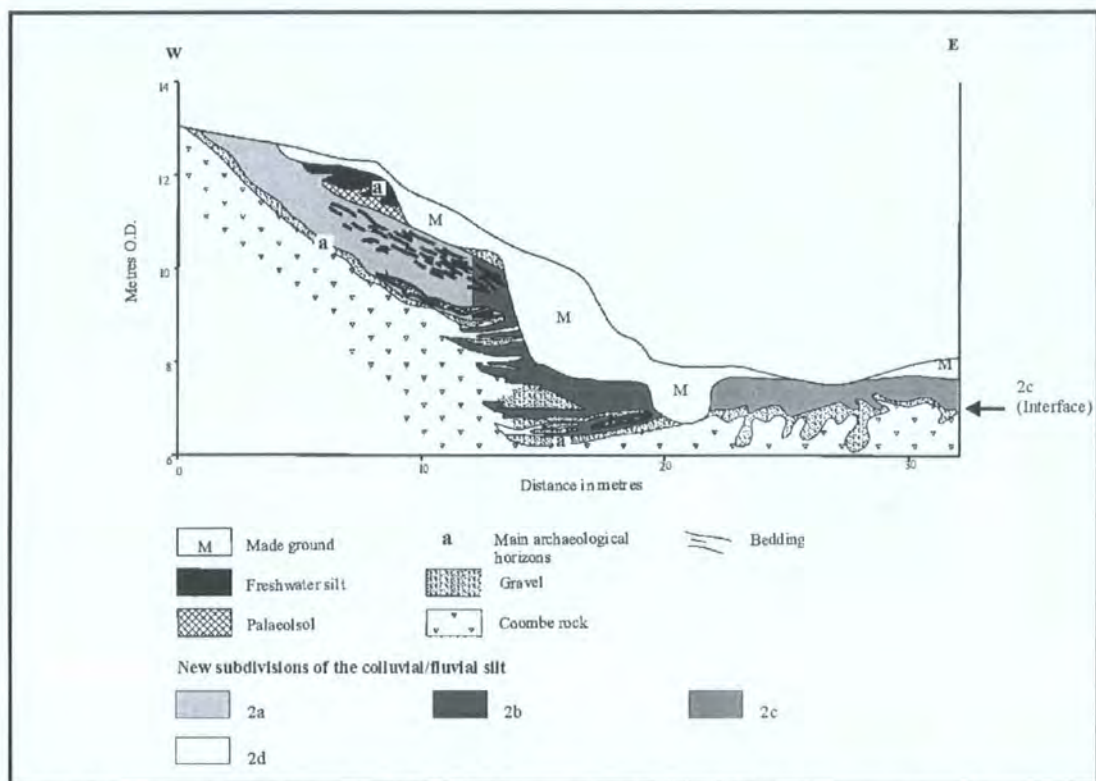 W
E
14
12
10
8
6
Metres O.D.
a
a
a
M
M
M
M
2c
(Interface)
0
10
20
30
Distance in metres
M
Made ground
a
Main archaeological
horizons
Bedding
Freshwater silt
Gravel
Palaeolsol
Coombe rock
New subdivisions of the colluvial/fluvial silt
2a
2b
2c
2d